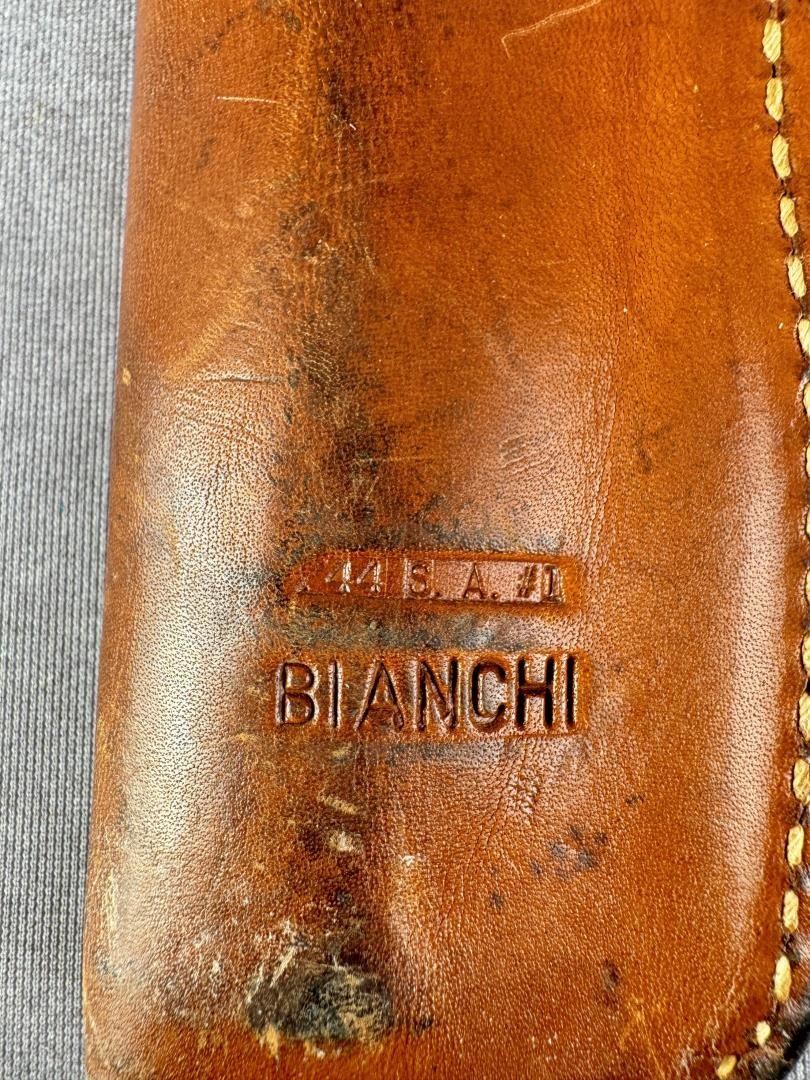 .44 S. A. #1
BIANCHI